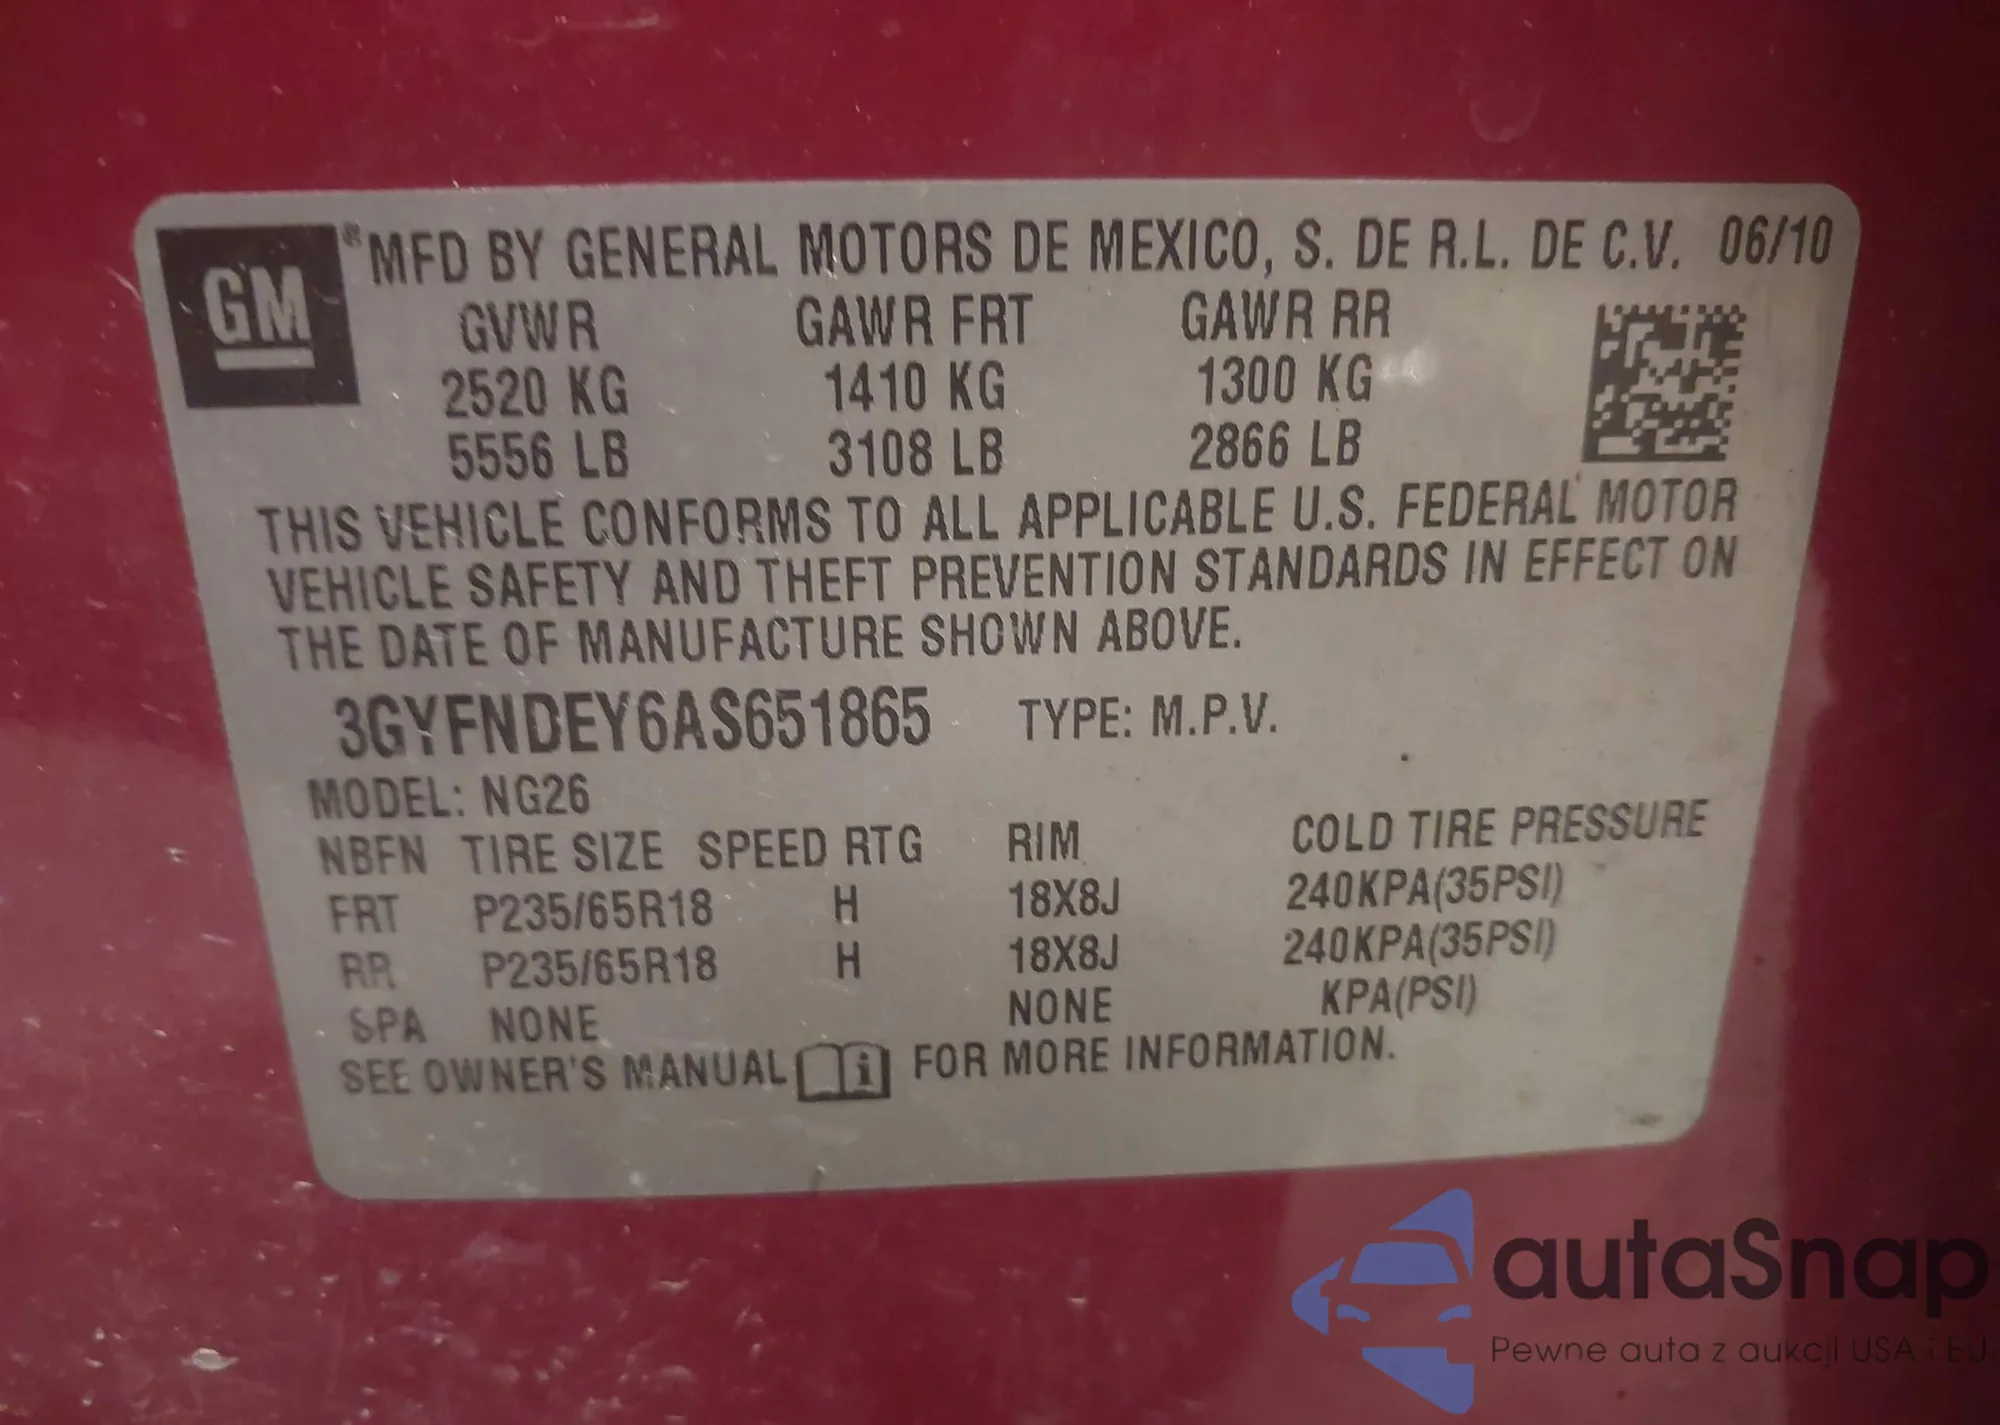 GM ® MFD BY GENERAL MOTORS DE MEXICO, S. DE R.L. DE C.V. 06/10
GVWR GAWR FRT GAWR RR
2520 KG 1410 KG 1300 KG
5556 LB 3108 LB 2866 LB
THIS VEHICLE CONFORMS TO ALL APPLICABLE U.S. FEDERAL MOTOR
VEHICLE SAFETY AND THEFT PREVENTION STANDARDS IN EFFECT ON
THE DATE OF MANUFACTURE SHOWN ABOVE.
3GYFNDEY6AS651865 TYPE: M.P.V.
MODEL: NG26
NBFN TIRE SIZE SPEED RTG RIM COLD TIRE PRESSURE
FRT P235/65R18 H 18X8J 240KPA(35PSI)
RR P235/65R18 H 18X8J 240KPA(35PSI)
SPA NONE NONE KPA(PSI)
SEE OWNER'S MANUAL i FOR MORE INFORMATION.
autaSnap
Pewne auta z aukcji USA i EU